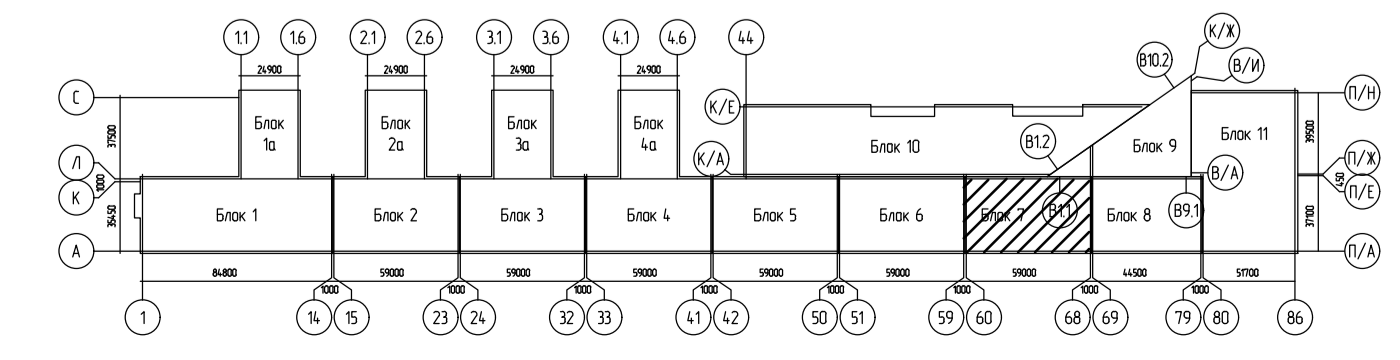 1.1 1.6 2.1 2.6 3.1 3.6 4.1 4.6 44 К/Ж
В10.2 В/И
24900 24900 24900 24900
С К/Е П/Н
37500 Блок 1а Блок 2а Блок 3а Блок 4а Блок 10 В1.2 Блок 9 Блок 11 39500
Л К/А В/А П/Ж
1000 450
К П/Е
35450 Блок 1 Блок 2 Блок 3 Блок 4 Блок 5 Блок 6 Блок 7 В1.1 Блок 8 В9.1 37100
А П/А
84800 59000 59000 59000 59000 59000 59000 44500 51700
1000 1000 1000 1000 1000 1000 1000 1000
1 14 15 23 24 32 33 41 42 50 51 59 60 68 69 79 80 86